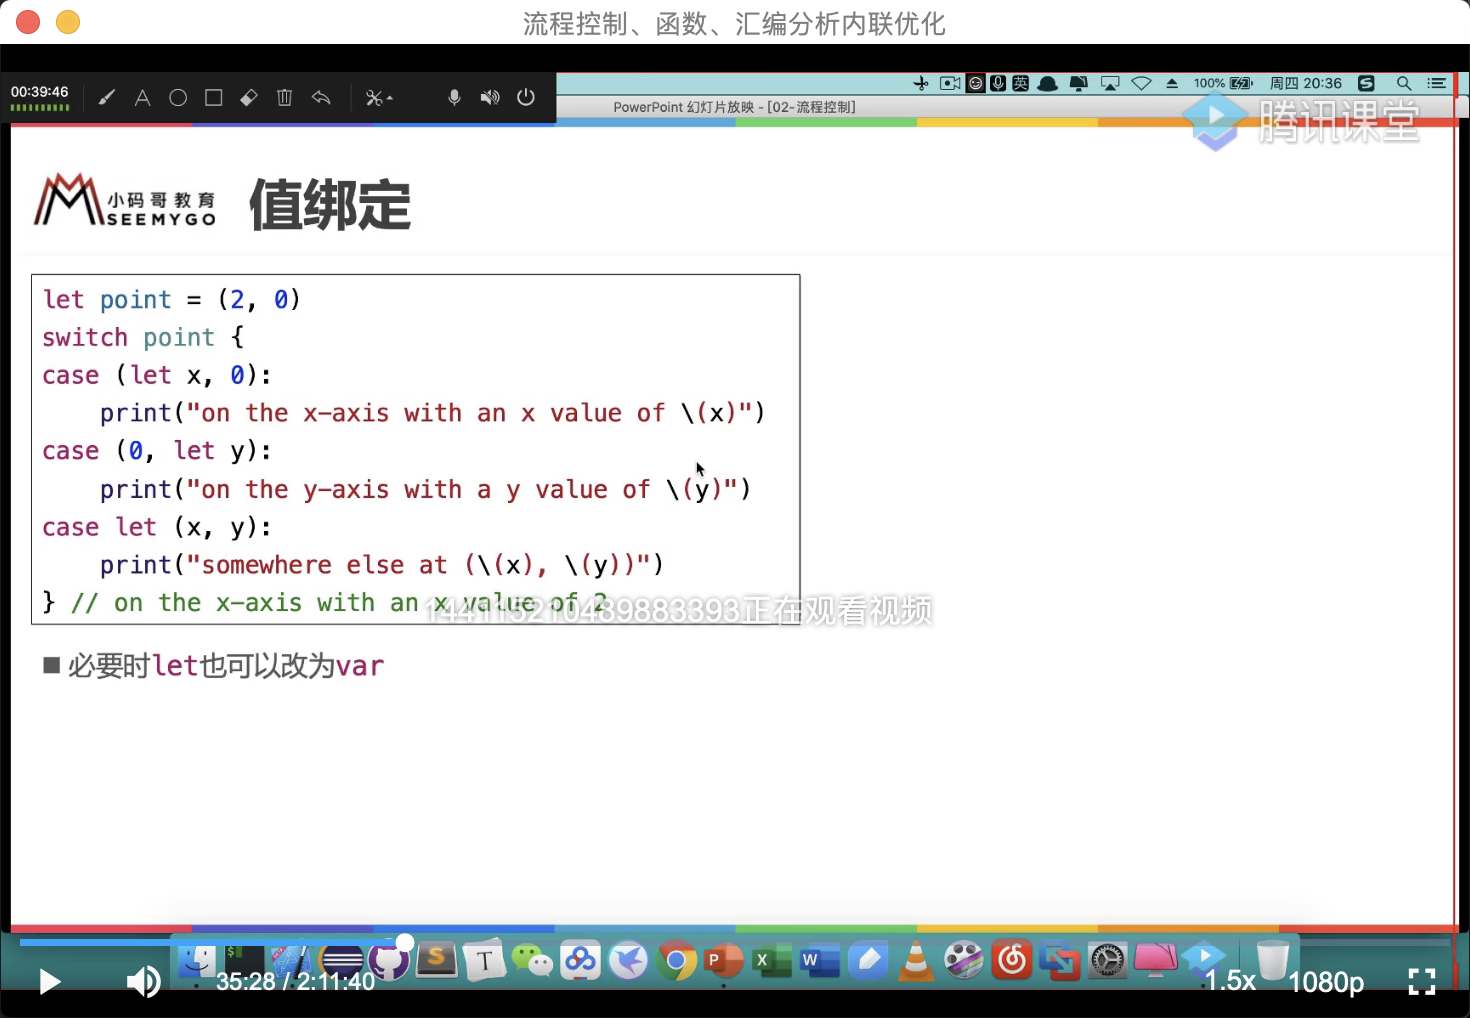 流程控制、函数、汇编分析内联优化
00:39:46
英
100%
周四 20:36
PowerPoint 幻灯片放映 - [02-流程控制]
腾讯课堂
小码哥教育
SEEMYGO
值绑定
let point = (2, 0)
switch point {
case (let x, 0):
    print("on the x-axis with an x value of \(x)")
case (0, let y):
    print("on the y-axis with a y value of \(y)")
case let (x, y):
    print("somewhere else at (\(x), \(y))")
} // on the x-axis with an x value of 2
144115210489883393正在观看视频
■ 必要时let也可以改为var
35:28 / 2:11:40
1.5x
1080p